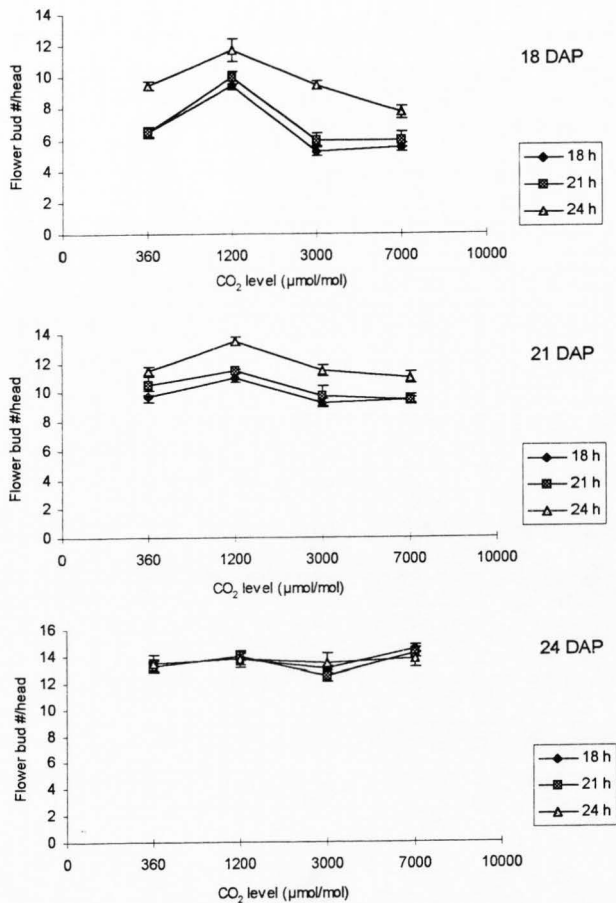 14
12
10
8
6
4
2
0
Flower bud #/head
0 360 1200 3000 7000 10000
CO2 level (µmol/mol)
18 DAP
18 h
21 h
24 h
14
12
10
8
6
4
2
0
Flower bud #/head
0 360 1200 3000 7000 10000
CO2 level (µmol/mol)
21 DAP
18 h
21 h
24 h
16
14
12
10
8
6
4
2
0
Flower bud #/head
0 360 1200 3000 7000 10000
CO2 level (µmol/mol)
24 DAP
18 h
21 h
24 h